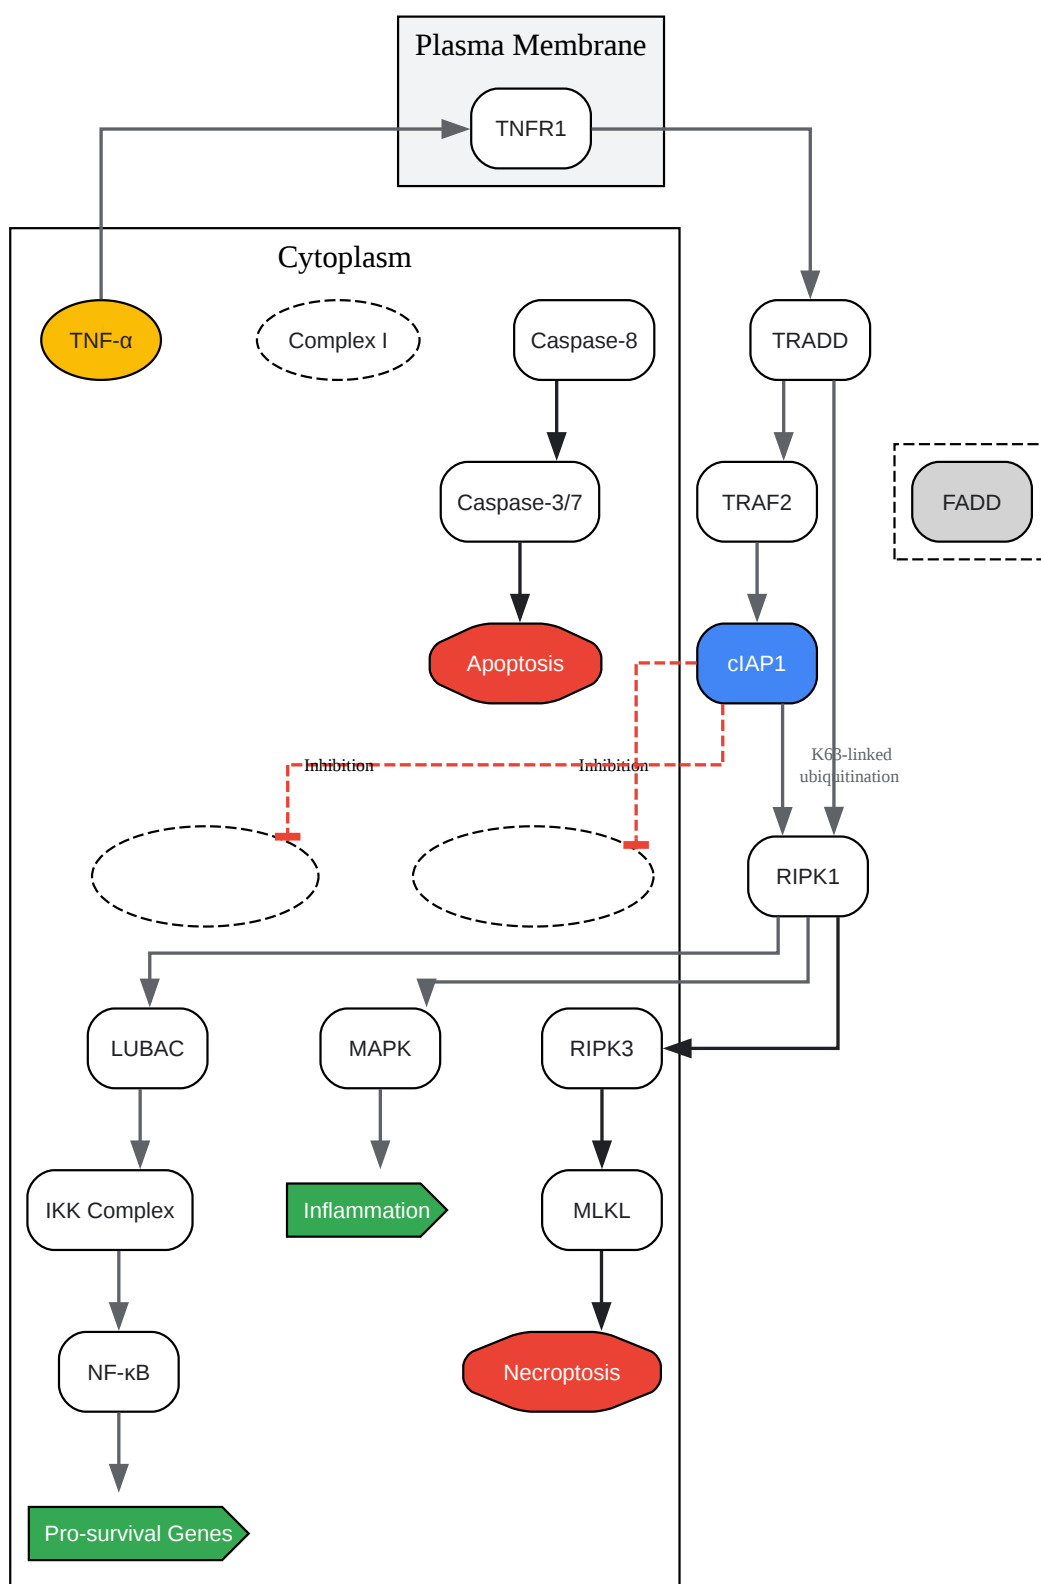 Plasma Membrane
TNFR1
Cytoplasm
TNF-α
Complex I
Caspase-8
TRADD
Caspase-3/7
TRAF2
FADD
Apoptosis
cIAP1
Inhibition
Inhibition
K63-linked
ubiquitination
RIPK1
LUBAC
MAPK
RIPK3
IKK Complex
Inflammation
MLKL
NF-κB
Necroptosis
Pro-survival Genes